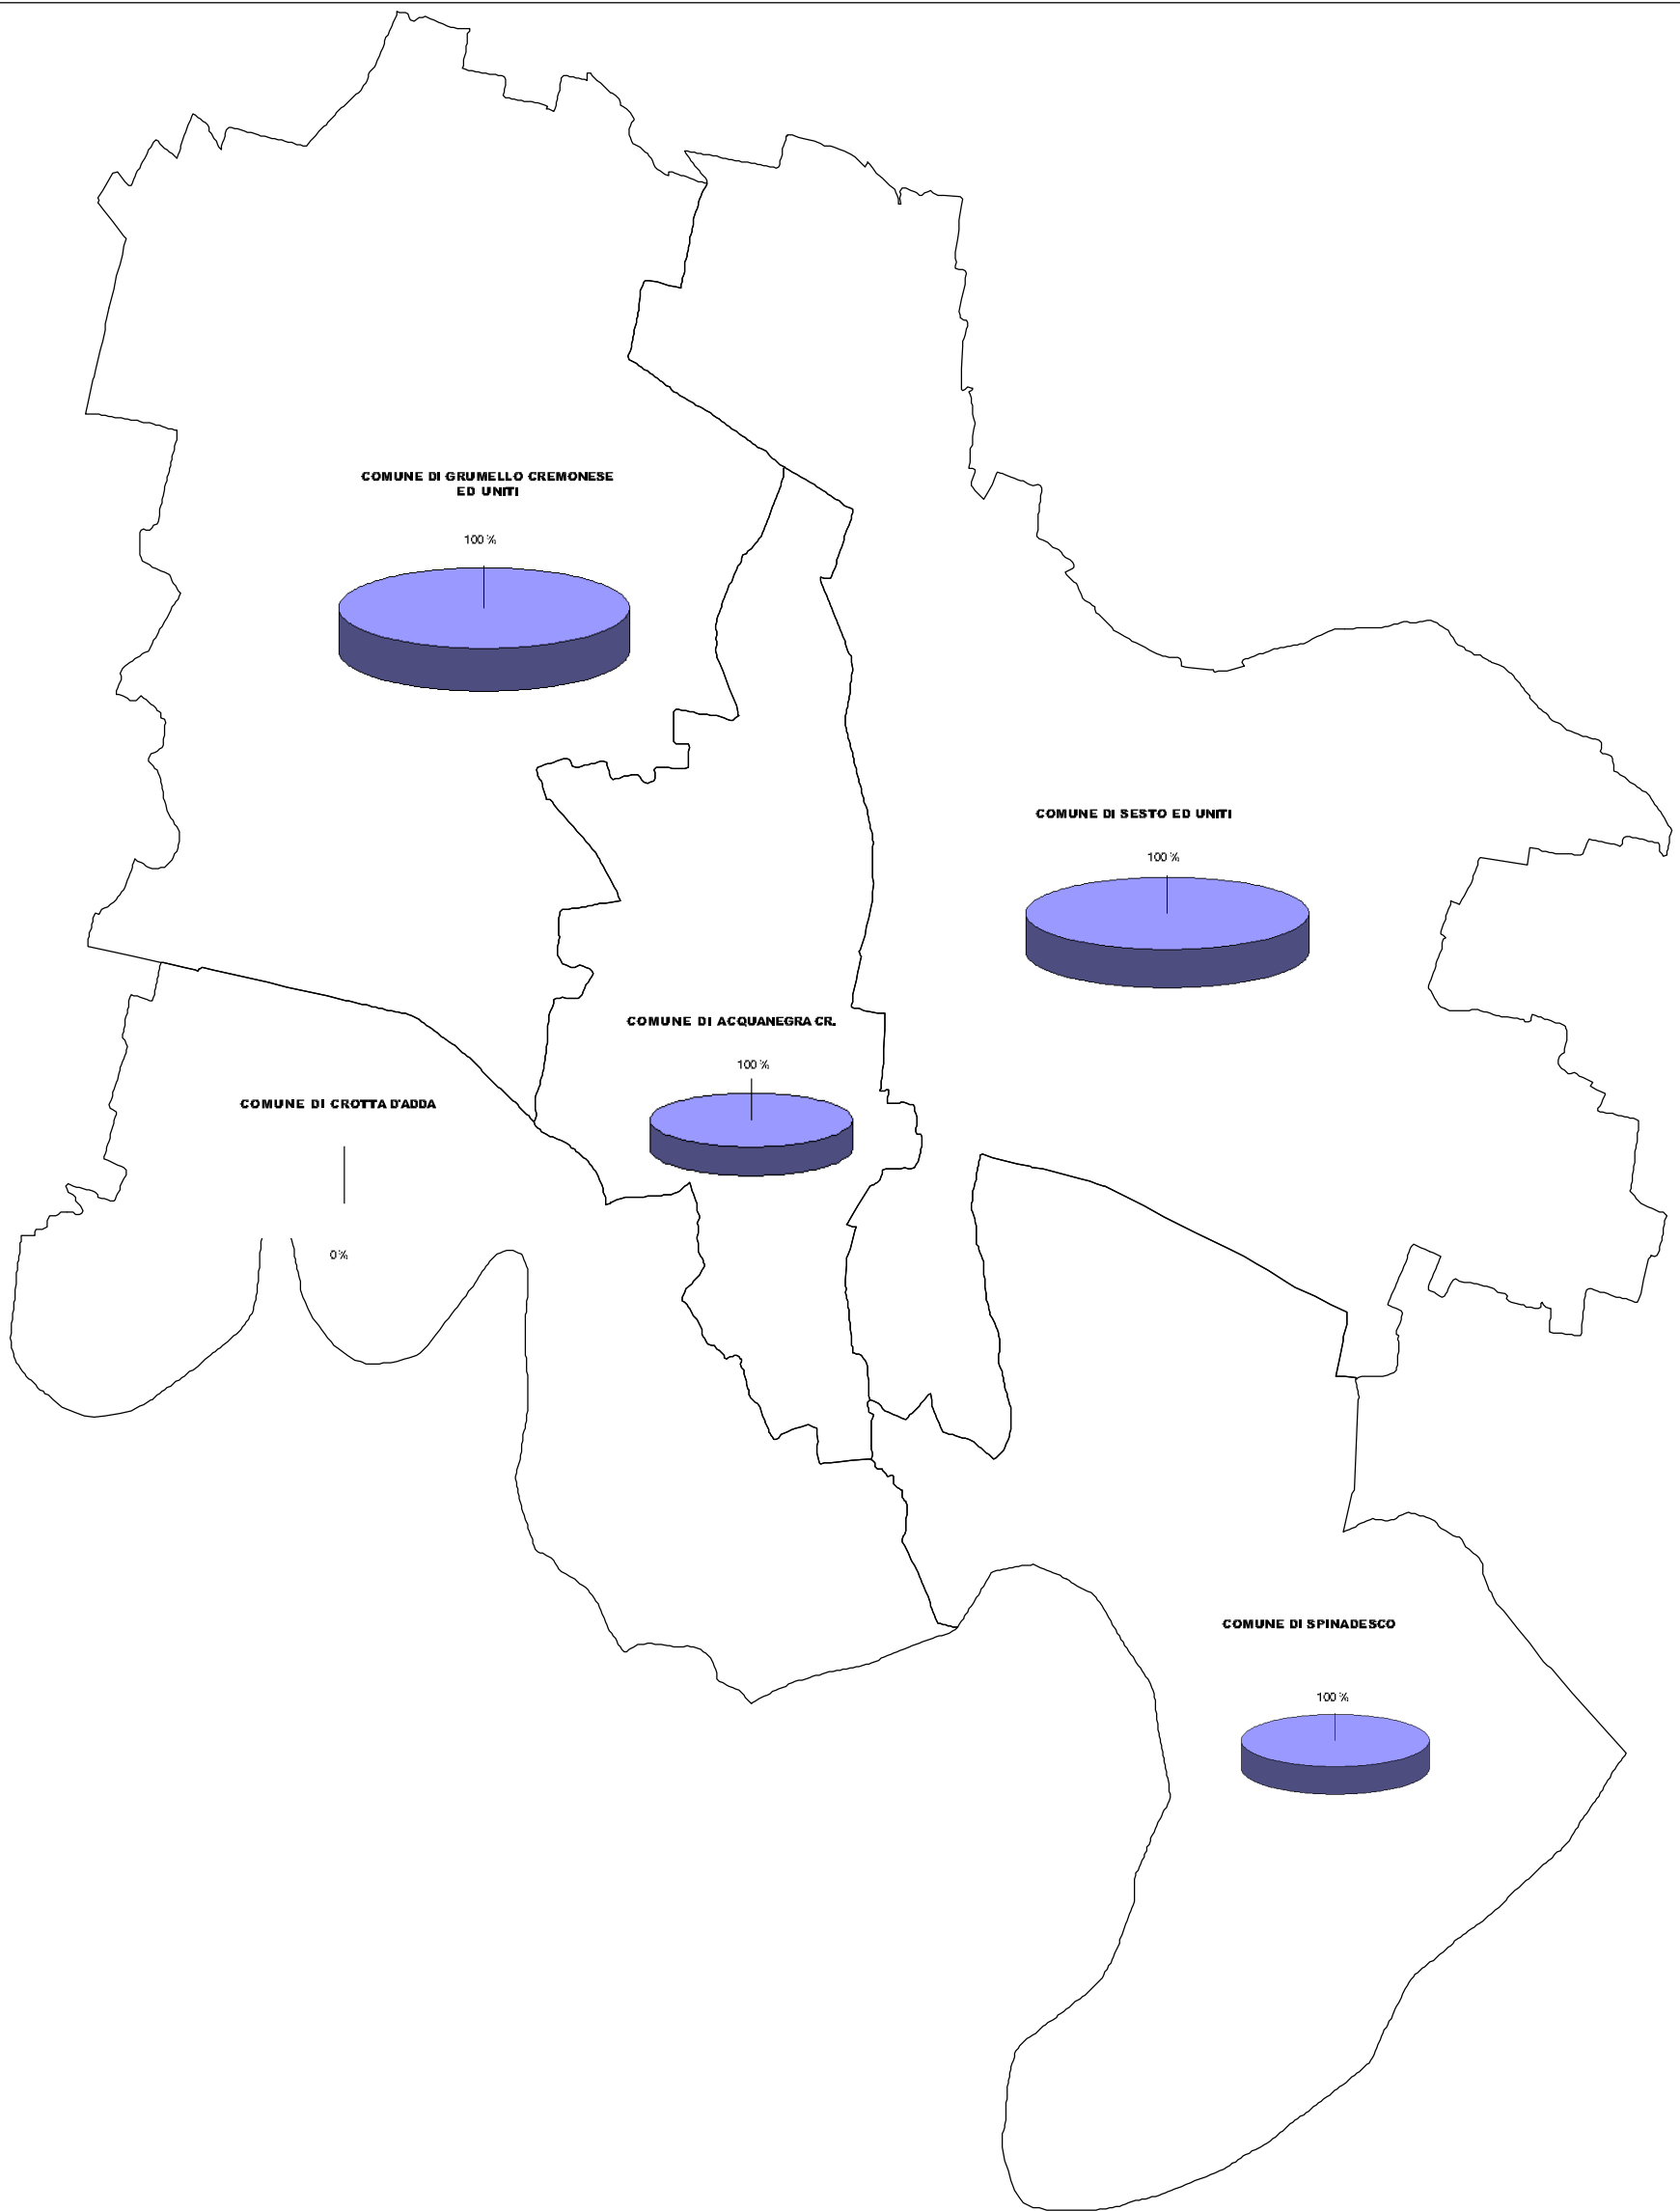 COMUNE DI GRUMELLO CREMONESE
ED UNITI
100 %
COMUNE DI SESTO ED UNITI
100 %
COMUNE DI ACQUANEGRA CR.
100 %
COMUNE DI CROTTA D'ADDA
0 %
COMUNE DI SPINADESCO
100 %